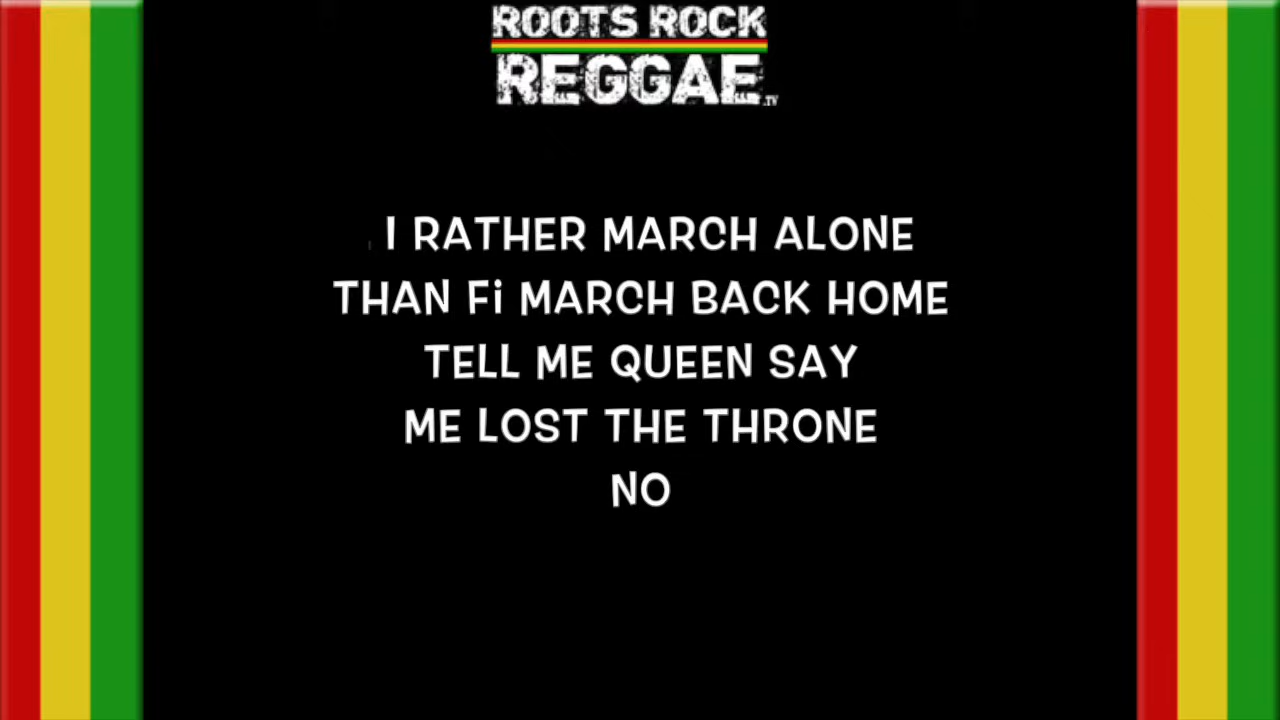 ROOTS ROCK
REGGAE.TV
I RATHER MARCH ALONE
THAN Fi MARCH BACK HOME
TELL ME QUEEN SAY
ME LOST THE THRONE
NO